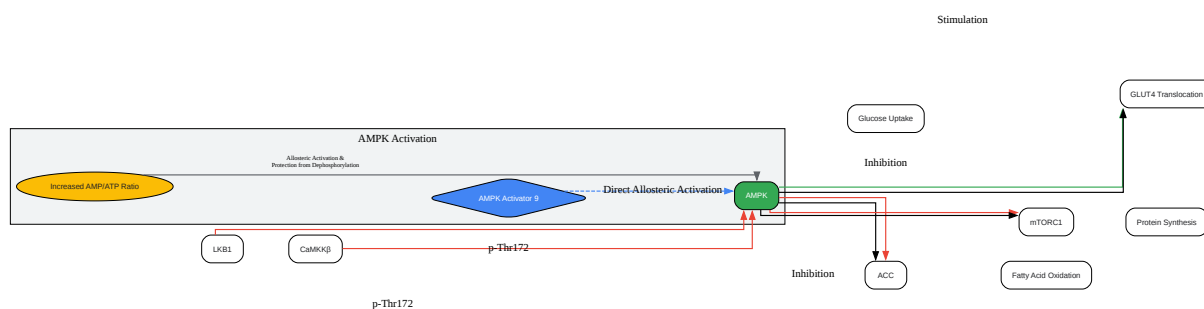 Stimulation
GLUT4 Translocation
Glucose Uptake
AMPK Activation
Allosteric Activation &
Protection from Dephosphorylation
Inhibition
Increased AMP/ATP Ratio
AMPK Activator 9
Direct Allosteric Activation
AMPK
mTORC1
Protein Synthesis
LKB1
CaMKKβ
p-Thr172
Inhibition
ACC
Fatty Acid Oxidation
p-Thr172